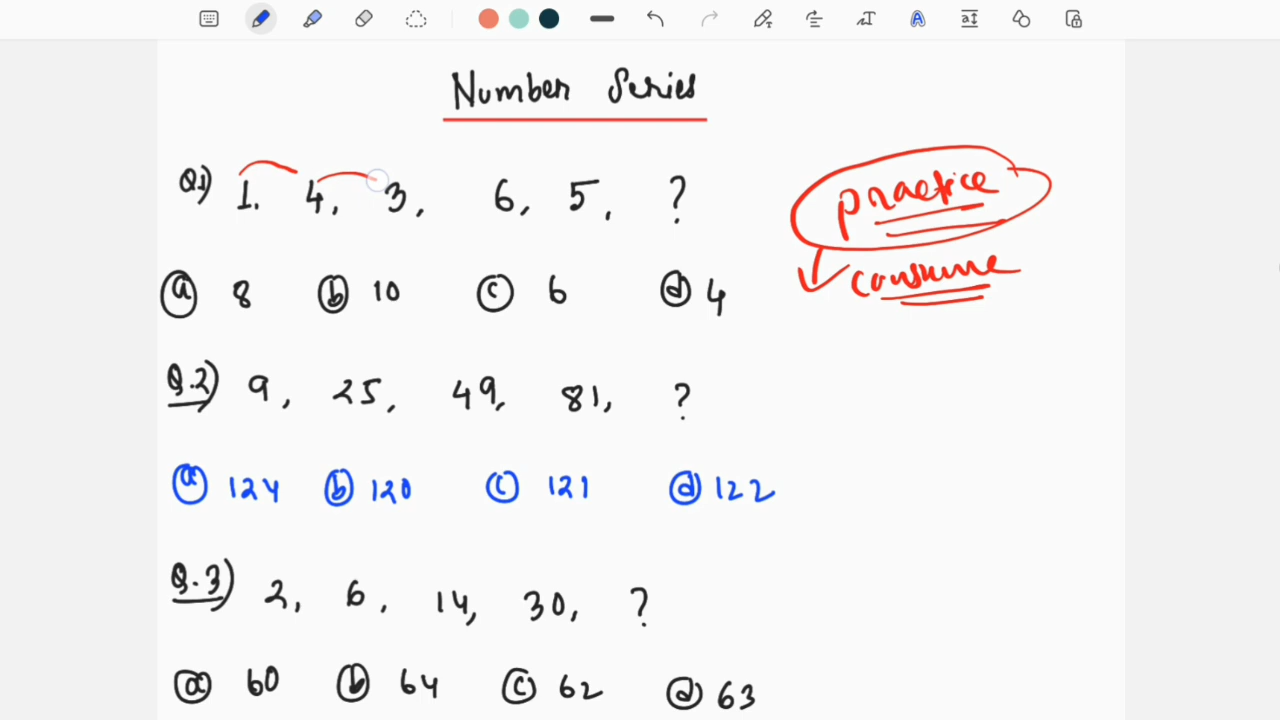 Number Series
Q1) 1, 4, 3, 6, 5, ?
practice
consume
(a) 8 (b) 10 (c) 6 (d) 4
Q.2) 9, 25, 49, 81, ?
(a) 124 (b) 120 (c) 121 (d) 122
Q.3) 2, 6, 14, 30, ?
(a) 60 (b) 64 (c) 62 (d) 63